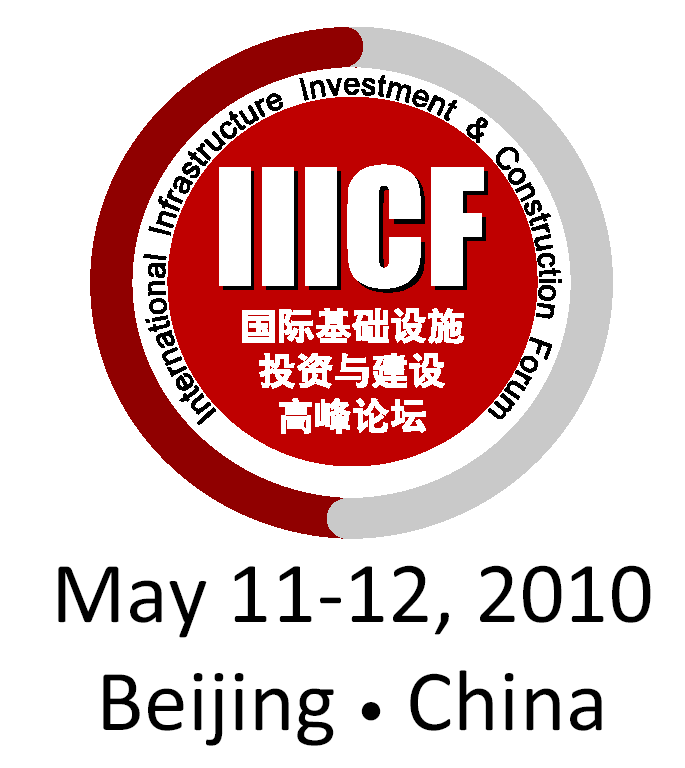 International Infrastructure Investment & Construction Forum
IIICF
国际基础设施
投资与建设
高峰论坛
May 11-12, 2010
Beijing • China